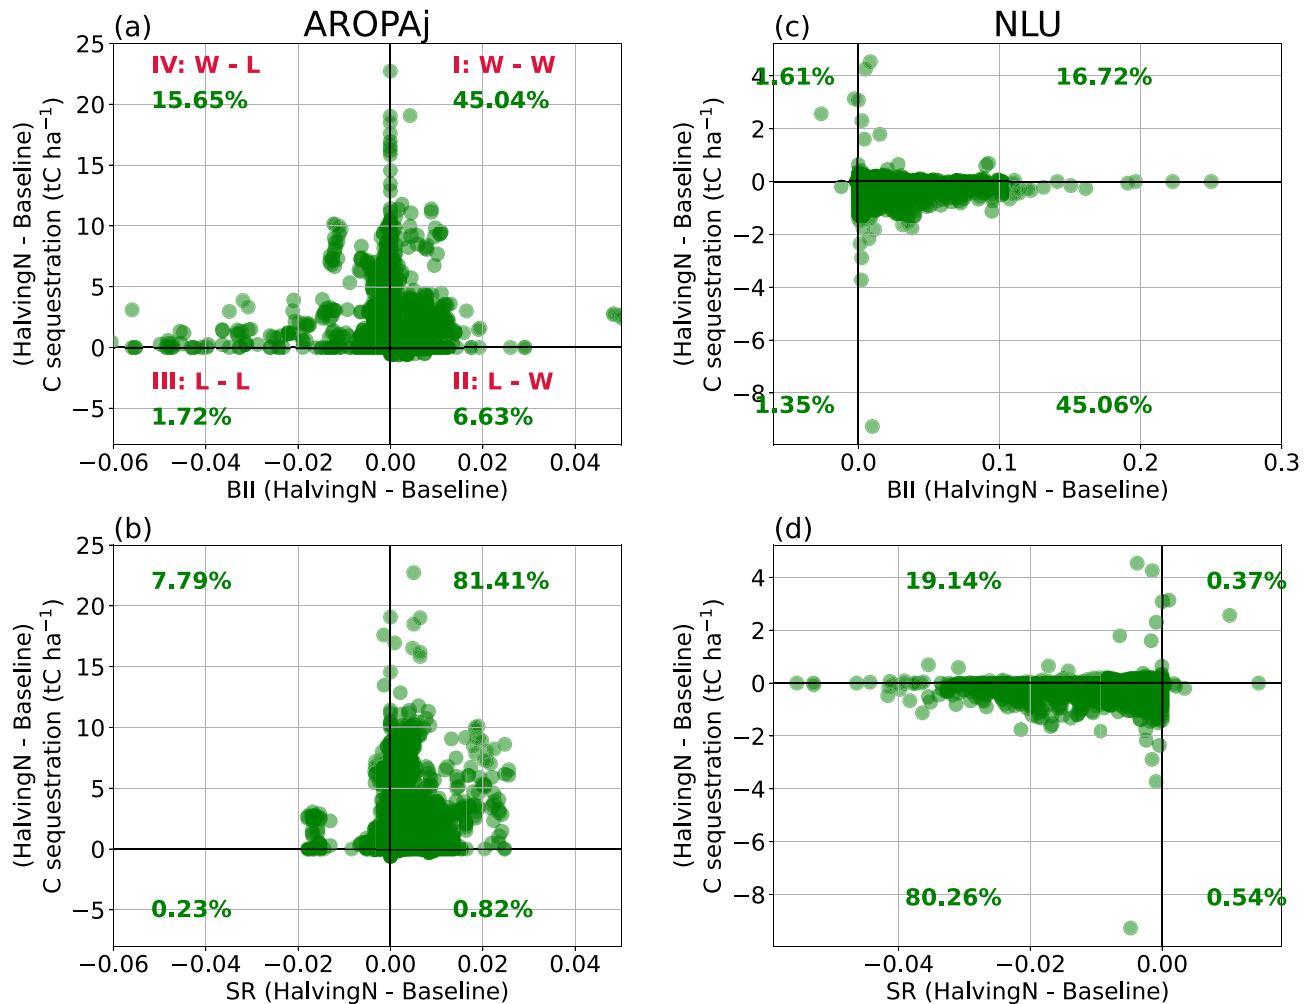 AROPAj
NLU
(a)
25
20
15
10
5
0
−5
(HalvingN - Baseline)
C sequestration (tC ha⁻¹)
IV: W - L
15.65%
I: W - W
45.04%
III: L - L
1.72%
II: L - W
6.63%
−0.06
−0.04
−0.02
0.00
0.02
0.04
BII (HalvingN - Baseline)
(c)
4
2
0
−2
−4
−6
−8
(HalvingN - Baseline)
C sequestration (tC ha⁻¹)
1.61%
16.72%
1.35%
45.06%
0.0
0.1
0.2
0.3
BII (HalvingN - Baseline)
(b)
25
20
15
10
5
0
−5
(HalvingN - Baseline)
C sequestration (tC ha⁻¹)
7.79%
81.41%
0.23%
0.82%
−0.06
−0.04
−0.02
0.00
0.02
0.04
SR (HalvingN - Baseline)
(d)
4
2
0
−2
−4
−6
−8
(HalvingN - Baseline)
C sequestration (tC ha⁻¹)
19.14%
0.37%
80.26%
0.54%
−0.04
−0.02
0.00
SR (HalvingN - Baseline)